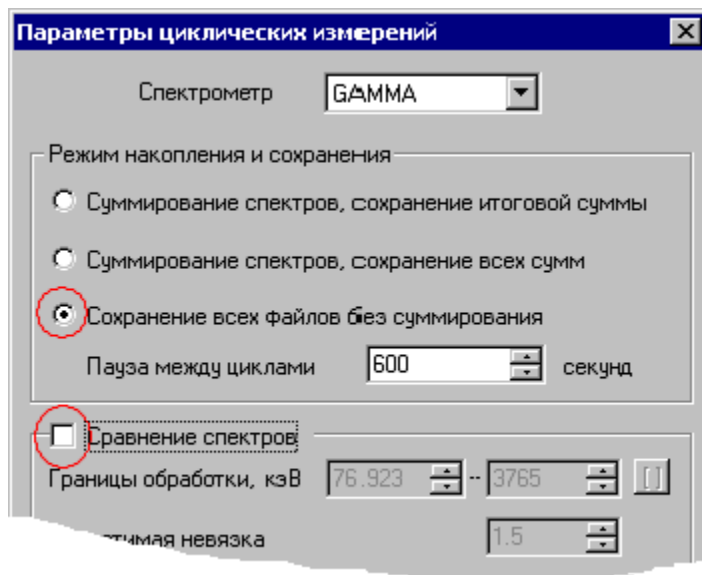 Параметры циклических измерений
Спектрометр GAMMA
Режим накопления и сохранения
Суммирование спектров, сохранение итоговой суммы
Суммирование спектров, сохранение всех сумм
Сохранение всех файлов без суммирования
Пауза между циклами 600 секунд
Сравнение спектров
Границы обработки, кэВ 76.923 -- 3765 []
невязка 1.5